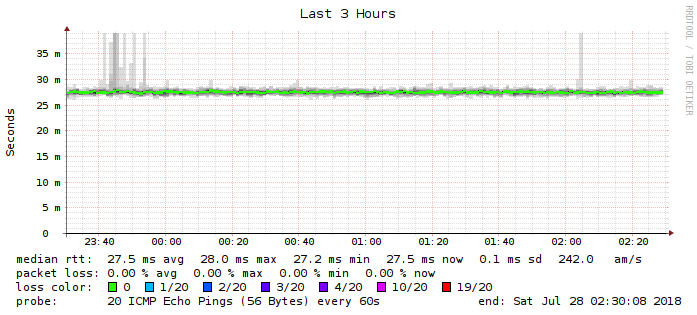 Last 3 Hours
RRDTOOL / TOBI OETIKER
Seconds
35 m
30 m
25 m
20 m
15 m
10 m
5 m
0
23:40 00:00 00:20 00:40 01:00 01:20 01:40 02:00 02:20
median rtt: 27.5 ms avg 28.0 ms max 27.2 ms min 27.5 ms now 0.1 ms sd 242.0 am/s
packet loss: 0.00 % avg 0.00 % max 0.00 % min 0.00 % now
loss color: 0 1/20 2/20 3/20 4/20 10/20 19/20
probe: 20 ICMP Echo Pings (56 Bytes) every 60s end: Sat Jul 28 02:30:08 2018